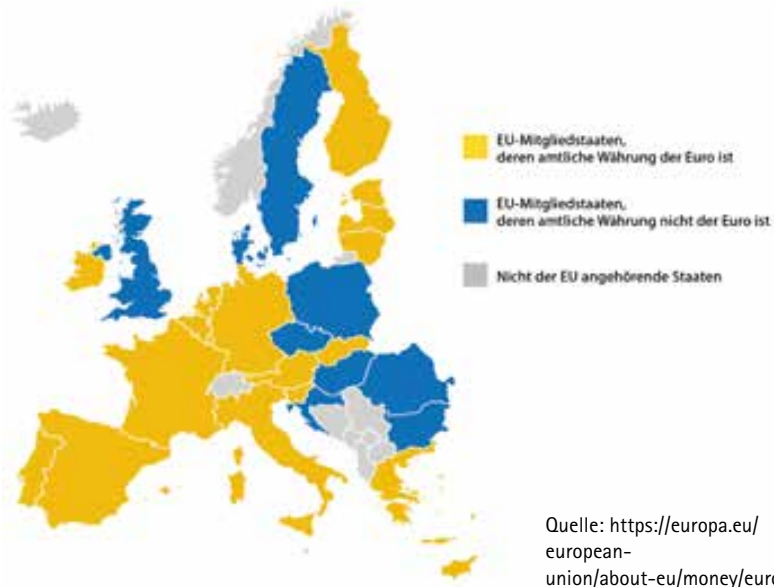 EU-Mitgliedstaaten,
deren amtliche Währung der Euro ist
EU-Mitgliedstaaten,
deren amtliche Währung nicht der Euro ist
Nicht der EU angehörende Staaten
Quelle: https://europa.eu/
european-
union/about-eu/money/euro